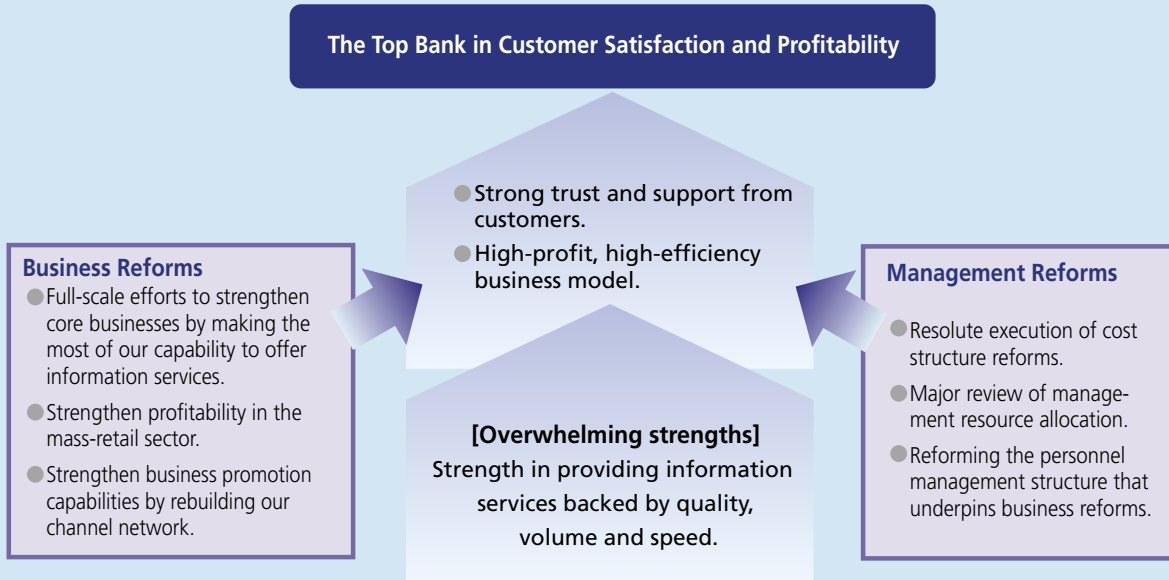 The Top Bank in Customer Satisfaction and Profitability
● Strong trust and support from
customers.
● High-profit, high-efficiency
business model.
Business Reforms
● Full-scale efforts to strengthen
core businesses by making the
most of our capability to offer
information services.
● Strengthen profitability in the
mass-retail sector.
● Strengthen business promotion
capabilities by rebuilding our
channel network.
[Overwhelming strengths]
Strength in providing information
services backed by quality,
volume and speed.
Management Reforms
● Resolute execution of cost
structure reforms.
● Major review of manage-
ment resource allocation.
● Reforming the personnel
management structure that
underpins business reforms.